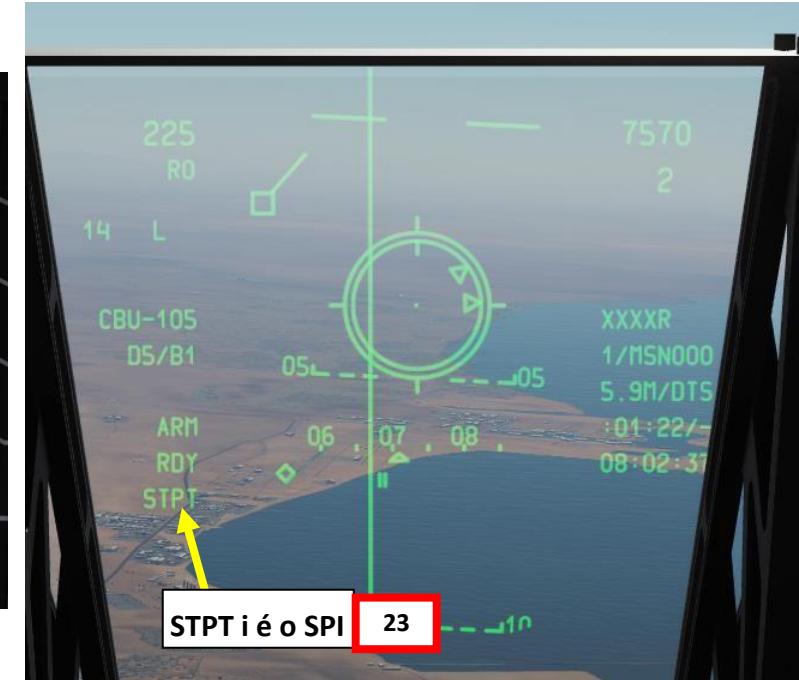 225
7570
R0
2
14 L
CBU-105
XXXXR
D5/B1
1/MSN000
05
05
5.9M/DTS
ARM
06
07
08
:01:22/-
RDY
08:02:37
STPT
STPT i é o SPI
23
10